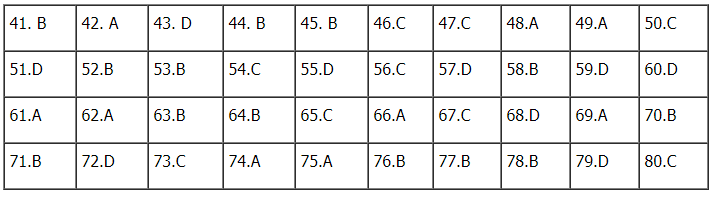 41. B 42. A 43. D 44. B 45. B 46.C 47.C 48.A 49.A 50.C
51.D 52.B 53.B 54.C 55.D 56.C 57.D 58.B 59.D 60.D
61.A 62.A 63.B 64.B 65.C 66.A 67.C 68.D 69.A 70.B
71.B 72.D 73.C 74.A 75.A 76.B 77.B 78.B 79.D 80.C